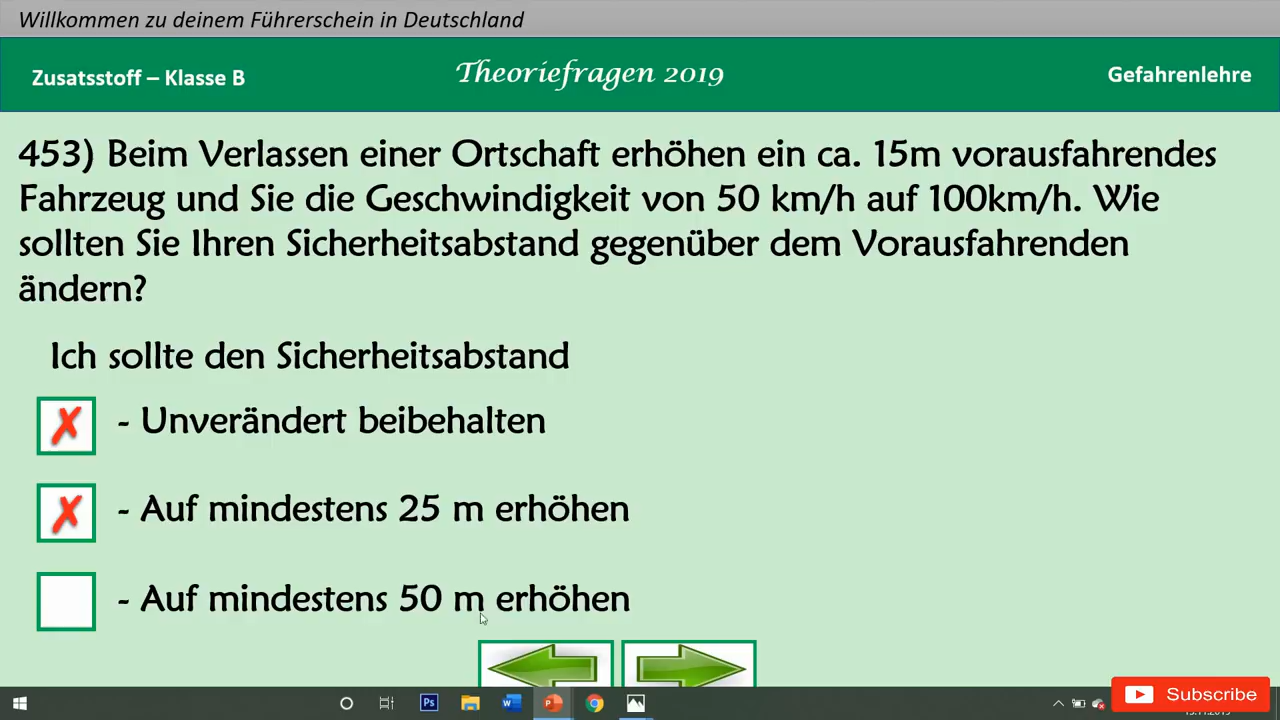 Willkommen zu deinem Führerschein in Deutschland
Zusatsstoff – Klasse B
Theoriefragen 2019
Gefahrenlehre
453) Beim Verlassen einer Ortschaft erhöhen ein ca. 15m vorausfahrendes
Fahrzeug und Sie die Geschwindigkeit von 50 km/h auf 100km/h. Wie
sollten Sie Ihren Sicherheitsabstand gegenüber dem Vorausfahrenden
ändern?
Ich sollte den Sicherheitsabstand
- Unverändert beibehalten
- Auf mindestens 25 m erhöhen
- Auf mindestens 50 m erhöhen
Ps
Subscribe